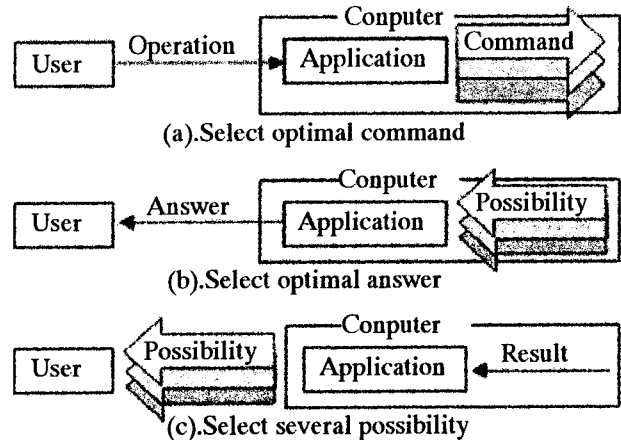 Conputer
User Operation Application Command
(a).Select optimal command
Conputer
User Answer Application Possibility
(b).Select optimal answer
Conputer
User Possibility Application Result
(c).Select several possibility